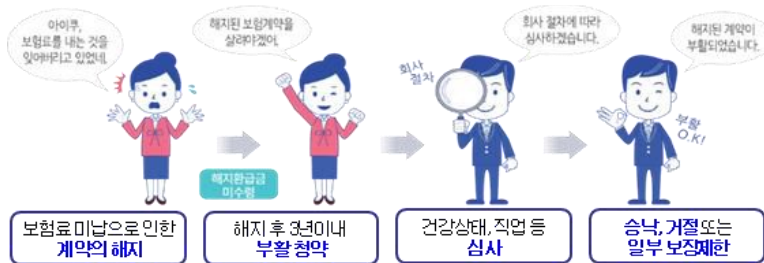 아이쿠,
보험료를 내는 것을
잊어버리고 있었네.
해지된 보험계약을
살려야겠어.
회사 절차에 따라
심사하겠습니다.
해지된 계약이
부활되었습니다.
회사
절차
부활
O.K!
해지환급금
미수령
보험료 미납으로 인한
계약의 해지
해지 후 3년이내
부활 청약
건강상태, 직업 등
심사
승낙, 거절 또는
일부 보장제한